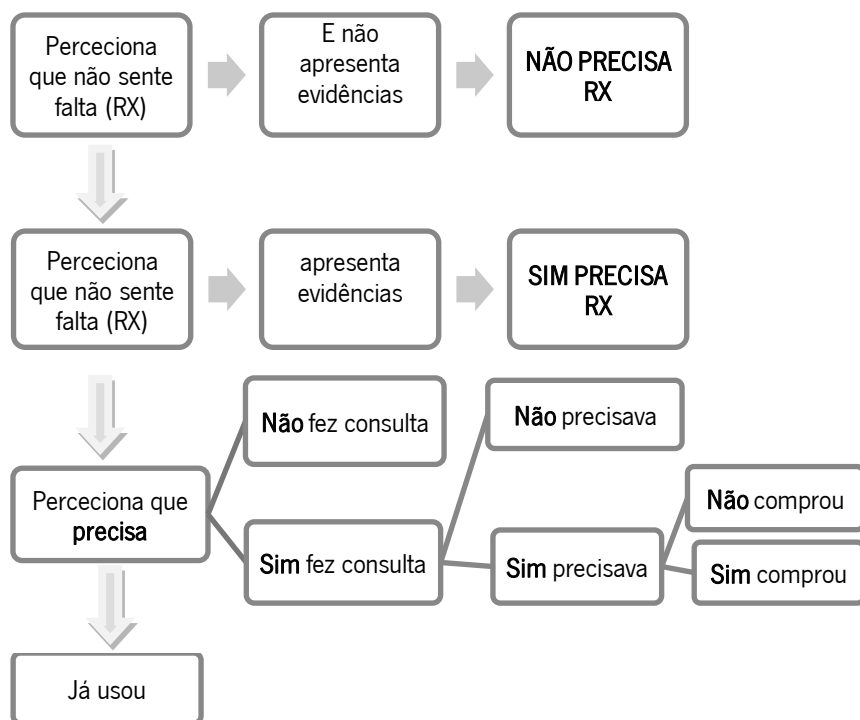 Perceciona
que não sente
falta (RX)
E não
apresenta
evidências
NÃO PRECISA
RX
Perceciona
que não sente
falta (RX)
apresenta
evidências
SIM PRECISA
RX
Perceciona que
precisa
Não fez consulta
Sim fez consulta
Não precisava
Sim precisava
Não comprou
Sim comprou
Já usou